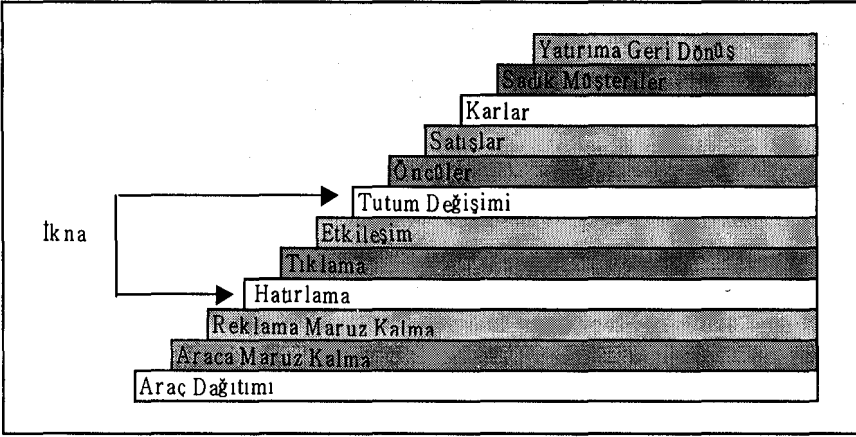 Yatırıma Geri Dönüş
Sadık Müşteriler
Karlar
Satışlar
Öncüler
Tutum Değişimi
İkna
Etkileşim
Tıklama
Hatırlama
Reklama Maruz Kalma
Araca Maruz Kalma
Araç Dağıtımı